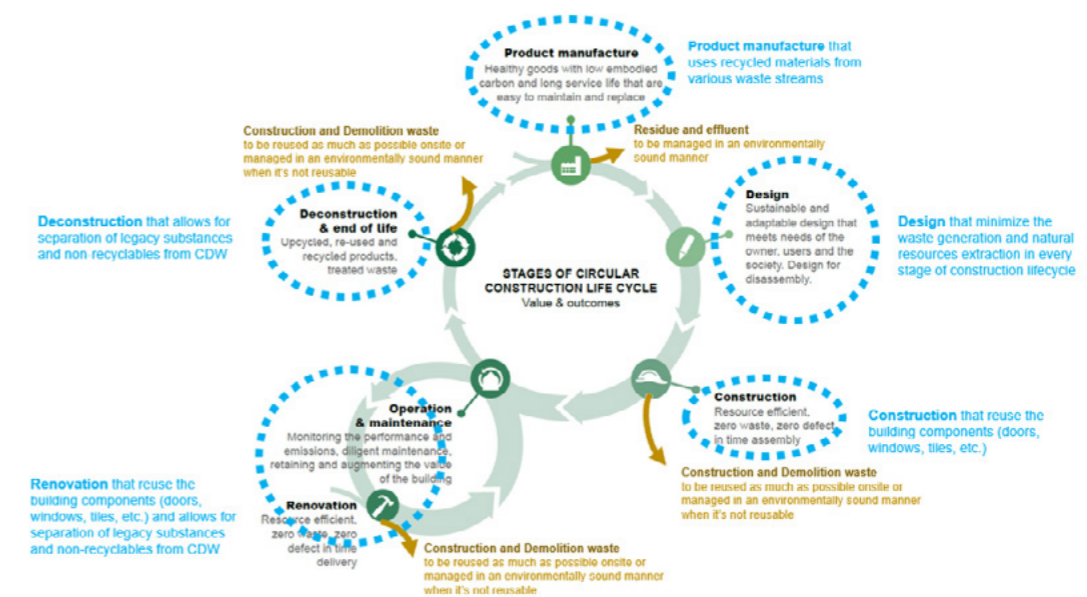 Product manufacture
Healthy goods with low embodied
carbon and long service life that are
easy to maintain and replace
Product manufacture that
uses recycled materials from
various waste streams
Construction and Demolition waste
to be reused as much as possible onsite or
managed in an environmentally sound manner
when it's not reusable
Residue and effluent
to be managed in an environmentally
sound manner
Deconstruction that allows for
separation of legacy substances
and non recyclables from CDW
Deconstruction
& end of life
Upcycled, re-used and
recycled products,
treated waste
Design
Sustainable and
adaptable design that
meets needs of the
owner, users and the
society. Design for
disassembly.
Design that minimize the
waste generation and natural
resources extraction in every
stage of construction lifecycle
STAGES OF CIRCULAR
CONSTRUCTION LIFE CYCLE
Value & outcomes
Operation
& maintenance
Monitoring the performance and
emissions, diligent maintenance,
retaining and augmenting the value
of the building
Construction
Resource efficient,
zero waste, zero defect
in time assembly
Construction that reuse the
building components (doors,
windows, tiles, etc.)
Construction and Demolition waste
to be reused as much as possible onsite or
managed in an environmentally sound manner
when it's not reusable
Renovation that reuse the
building components (doors,
windows, tiles, etc.) and allows for
separation of legacy substances
and non-recyclables from CDW
Renovation
Resource efficient,
zero waste, zero
defect in time
delivery
Construction and Demolition waste
to be reused as much as possible onsite or
managed in an environmentally sound manner
when it's not reusable